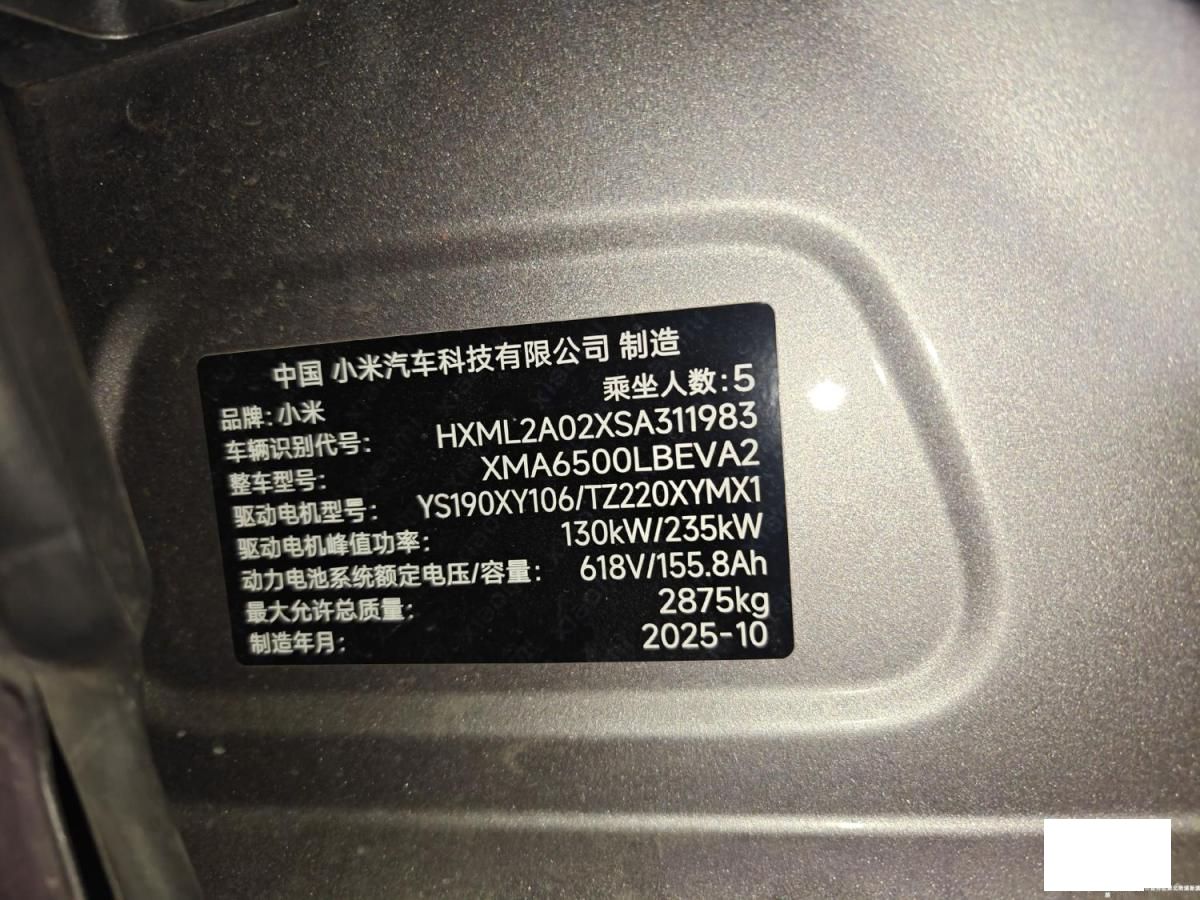 中国 小米汽车科技有限公司 制造
乘坐人数:5
品牌:小米
车辆识别代号: HXML2A02XSA311983
整车型号: XMA6500LBEVA2
驱动电机型号: YS190XY106/TZ220XYMX1
驱动电机峰值功率: 130kW/235kW
动力电池系统额定电压/容量: 618V/155.8Ah
最大允许总质量: 2875kg
制造年月: 2025-10